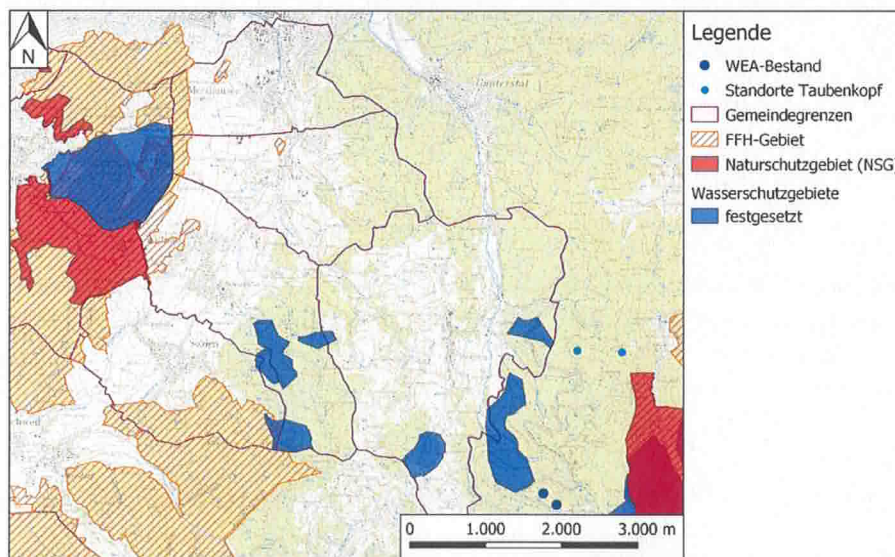 N
Günterstal
Legende
WEA-Bestand
Standorte Taubenkopf
Gemeindegrenzen
FFH-Gebiet
Naturschutzgebiet (NSG)
Wasserschutzgebiete
festgesetzt
0 1.000 2.000 3.000 m